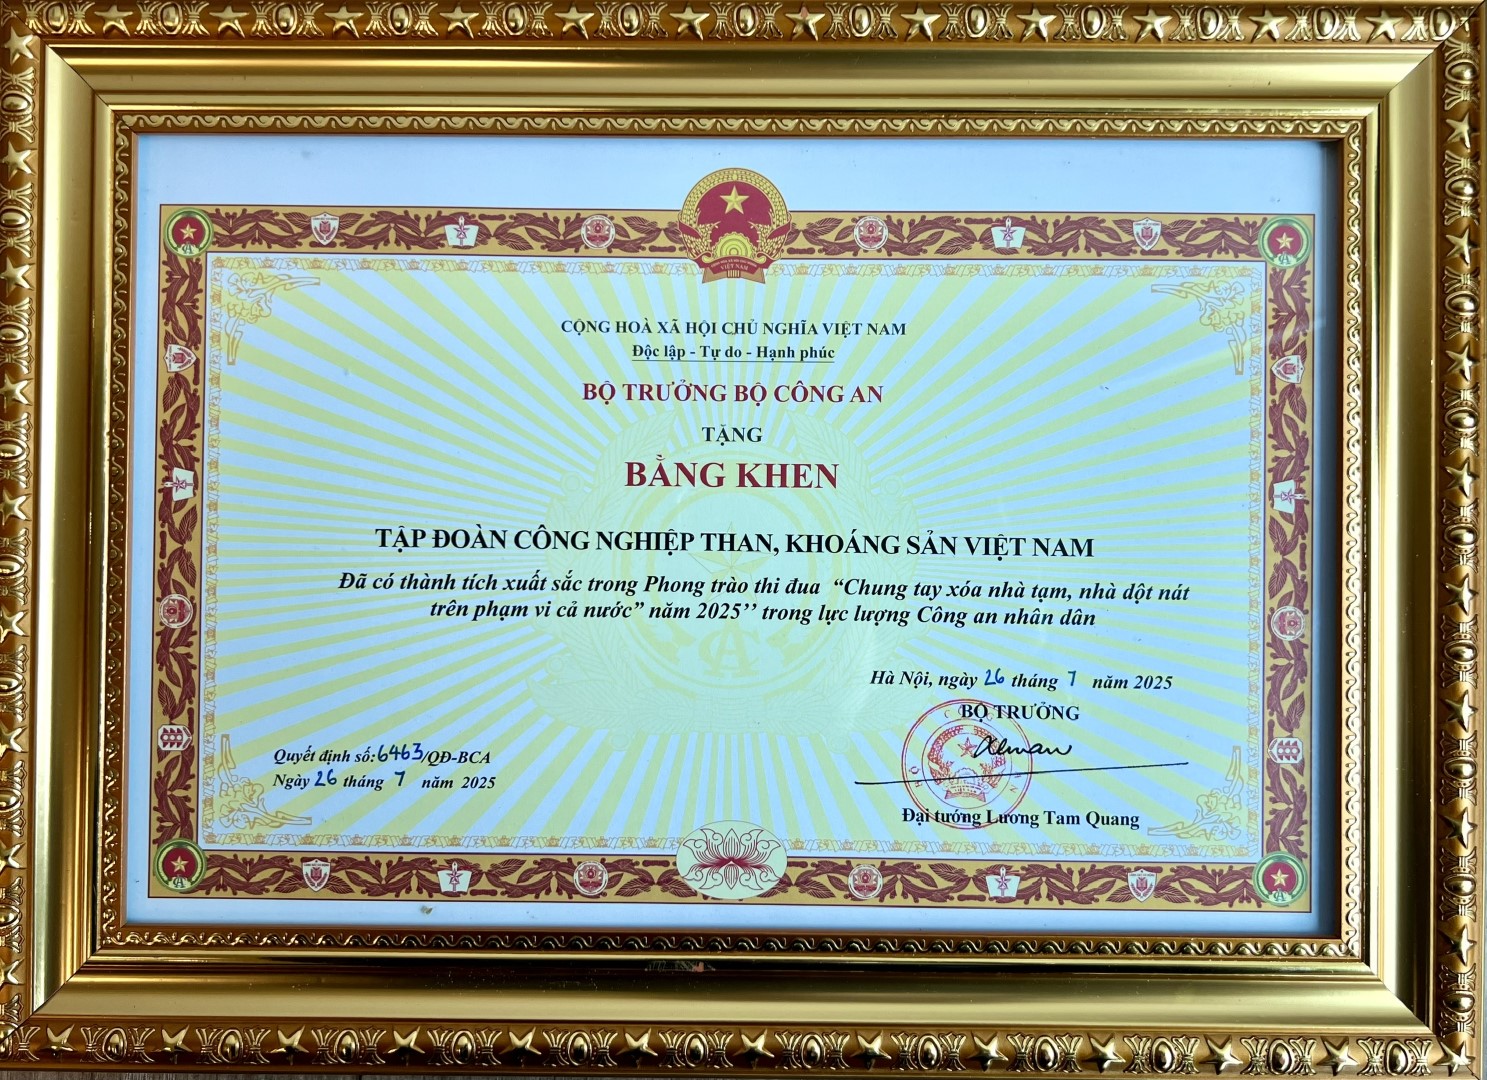 CỘNG HOÀ XÃ HỘI CHỦ NGHĨA VIỆT NAM
Độc lập - Tự do - Hạnh phúc
BỘ TRƯỞNG BỘ CÔNG AN
TẶNG
BẰNG KHEN
TẬP ĐOÀN CÔNG NGHIỆP THAN, KHOÁNG SẢN VIỆT NAM
Đã có thành tích xuất sắc trong Phong trào thi đua “Chung tay xóa nhà tạm, nhà dột nát
trên phạm vi cả nước” năm 2025’’ trong lực lượng Công an nhân dân
Hà Nội, ngày 26 tháng 7 năm 2025
BỘ TRƯỞNG
Quyết định số: 6463/QĐ-BCA
Ngày 26 tháng 7 năm 2025
Đại tướng Lương Tam Quang